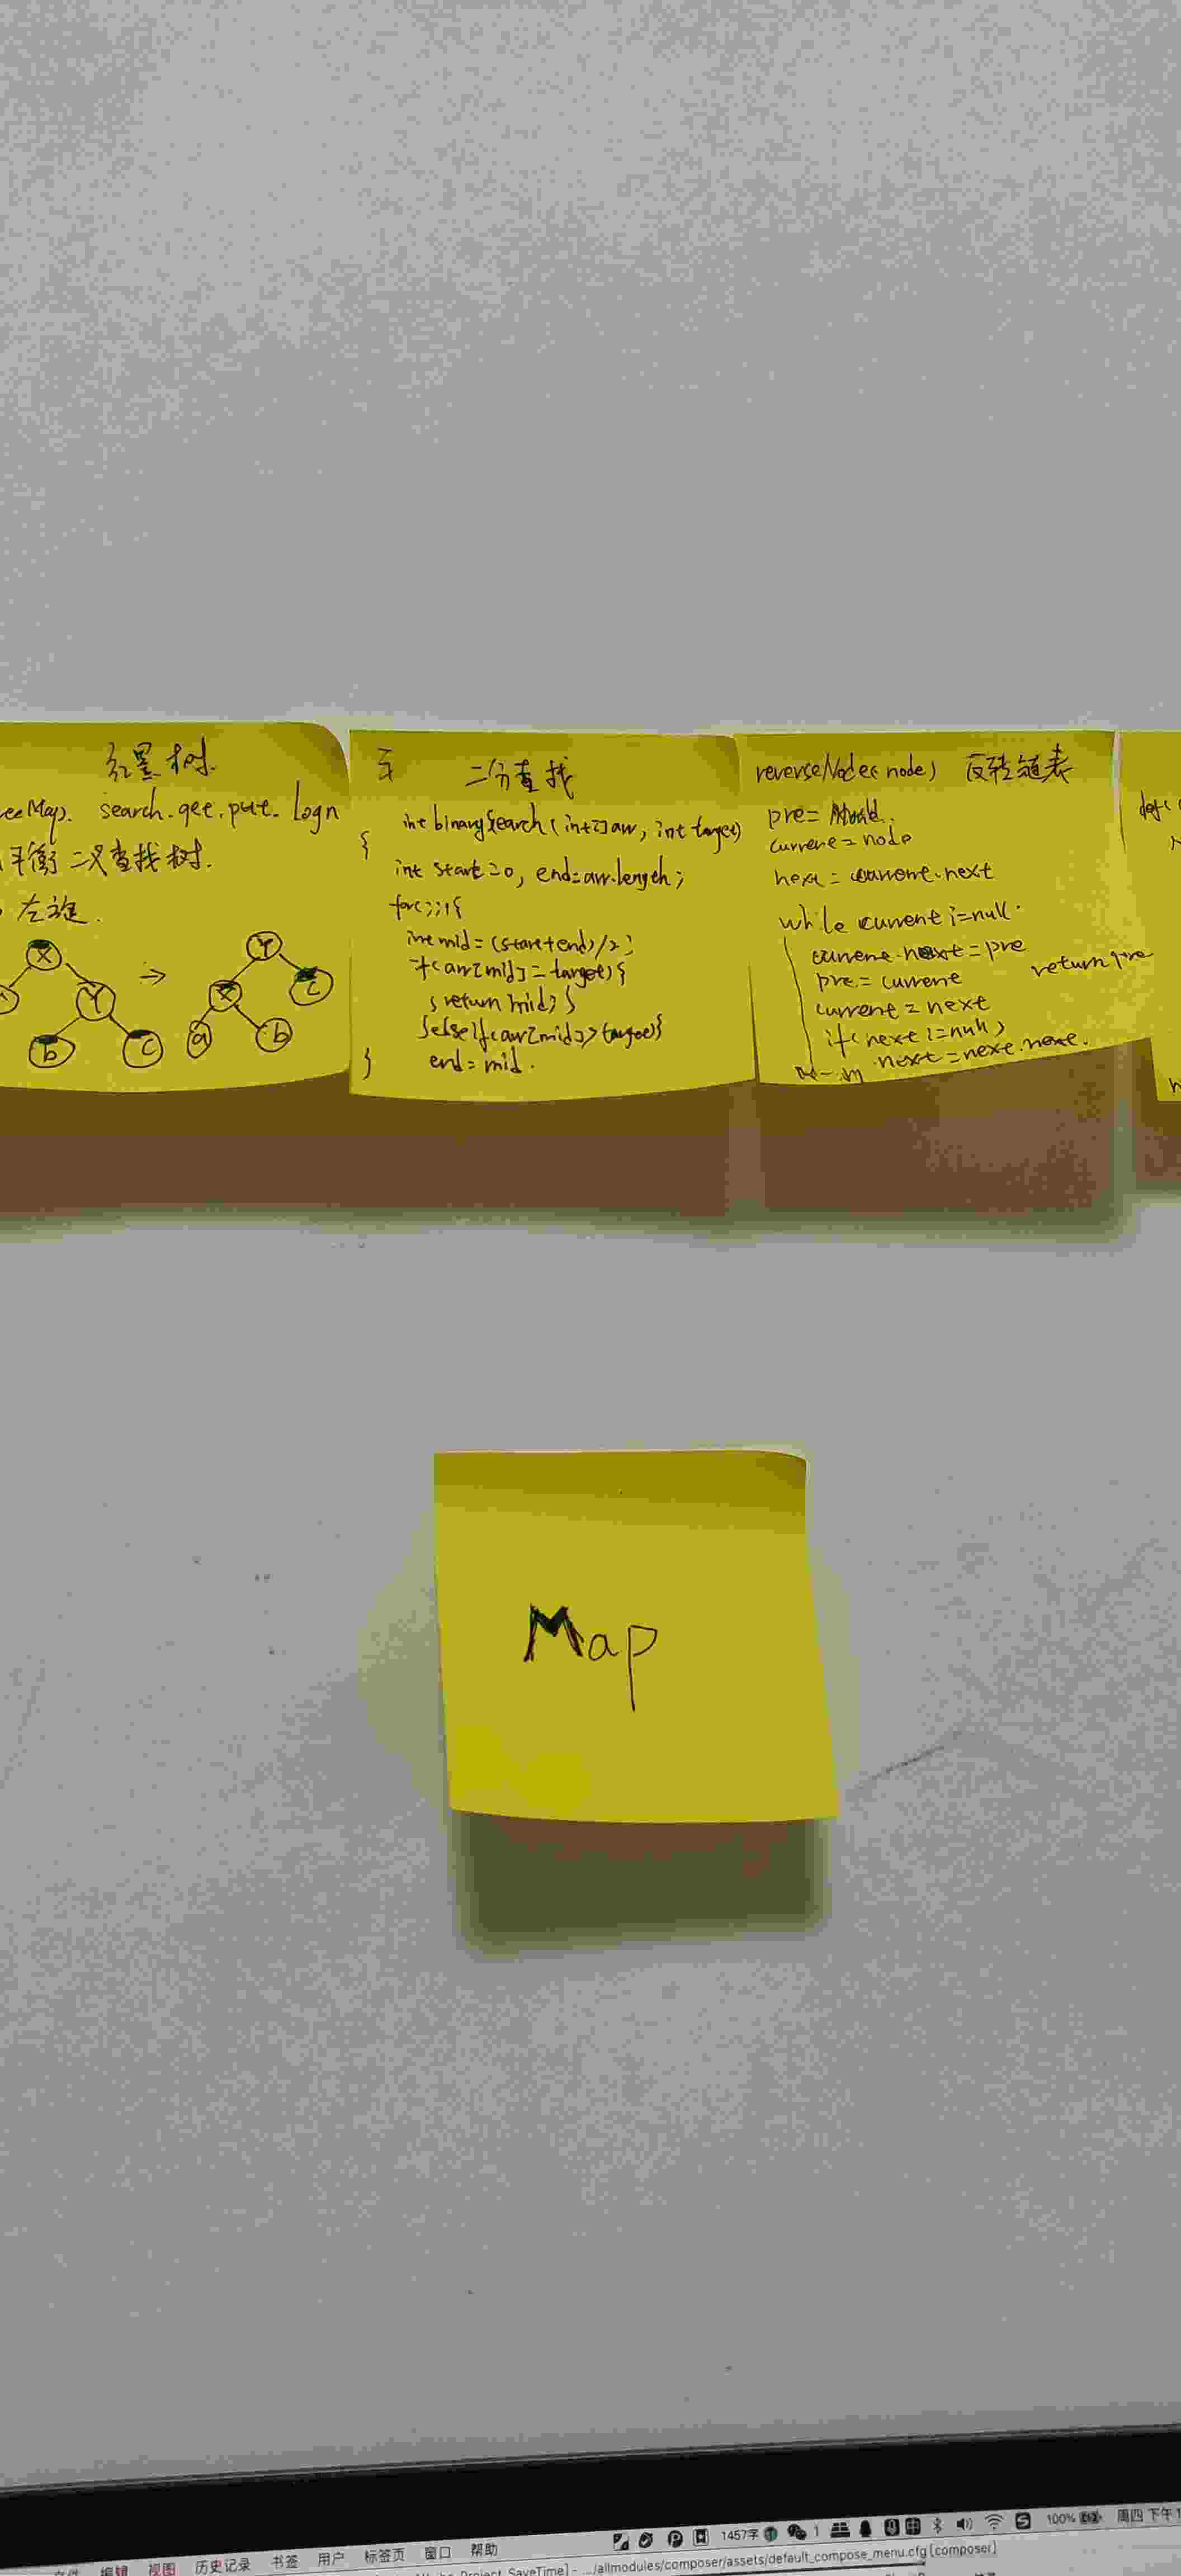 红黑树.
eeMap. search.get.put. logn
平衡二叉查找树.
左旋.
X
Y
b
c
→
Y
X
c
a
b
二分查找
int binarySearch(int[] arr, int target)
{
int start=0, end=arr.length;
for(;;){
int mid=(start+end)/2;
if(arr[mid]=target){
{return mid;}
}else if(arr[mid]>target){
end=mid.
}
reverseNode(node) 反转链表
pre=
current=node
next=current.next
while current !=null.
current.next=pre
pre=current
current=next
return pre
if(next!=null)
next=next.next.
def(
Map
编辑 视图 历史记录 书签 用户 标签页 窗口 帮助 1457字 1 100% 周四 下午1
SaveTime] - .../allmodules/composer/assets/default_compose_menu.cfg [composer]